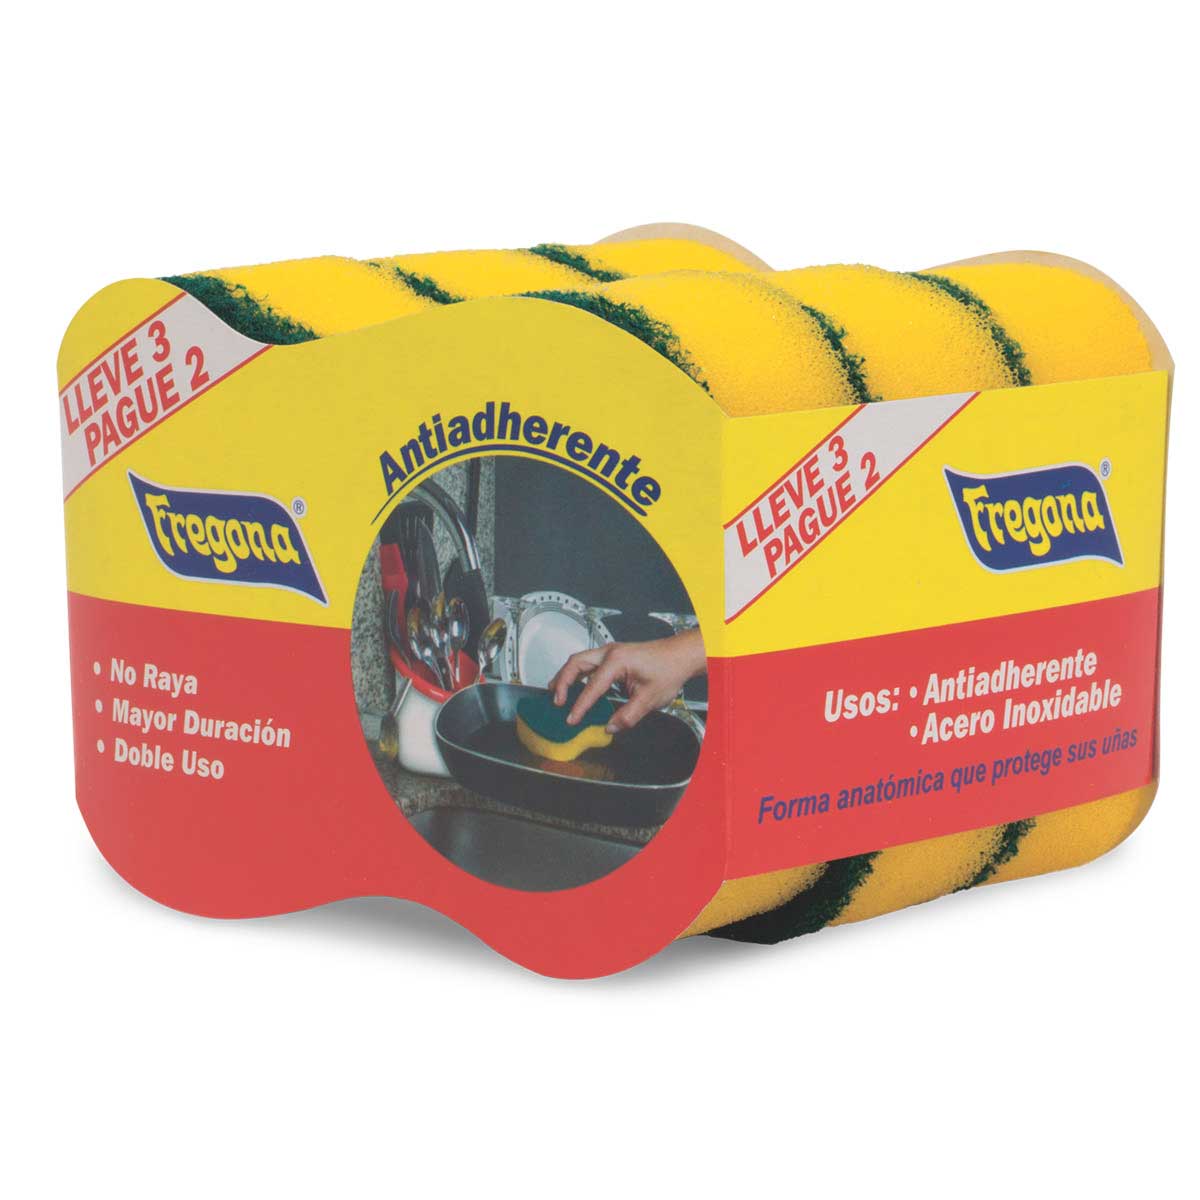 LLEVE 3
PAGUE 2
Antiadherente
Fregona®
• No Raya
• Mayor Duración
• Doble Uso
LLEVE 3
PAGUE 2
Fregona®
Usos: • Antiadherente
• Acero Inoxidable
Forma anatómica que protege sus uñas